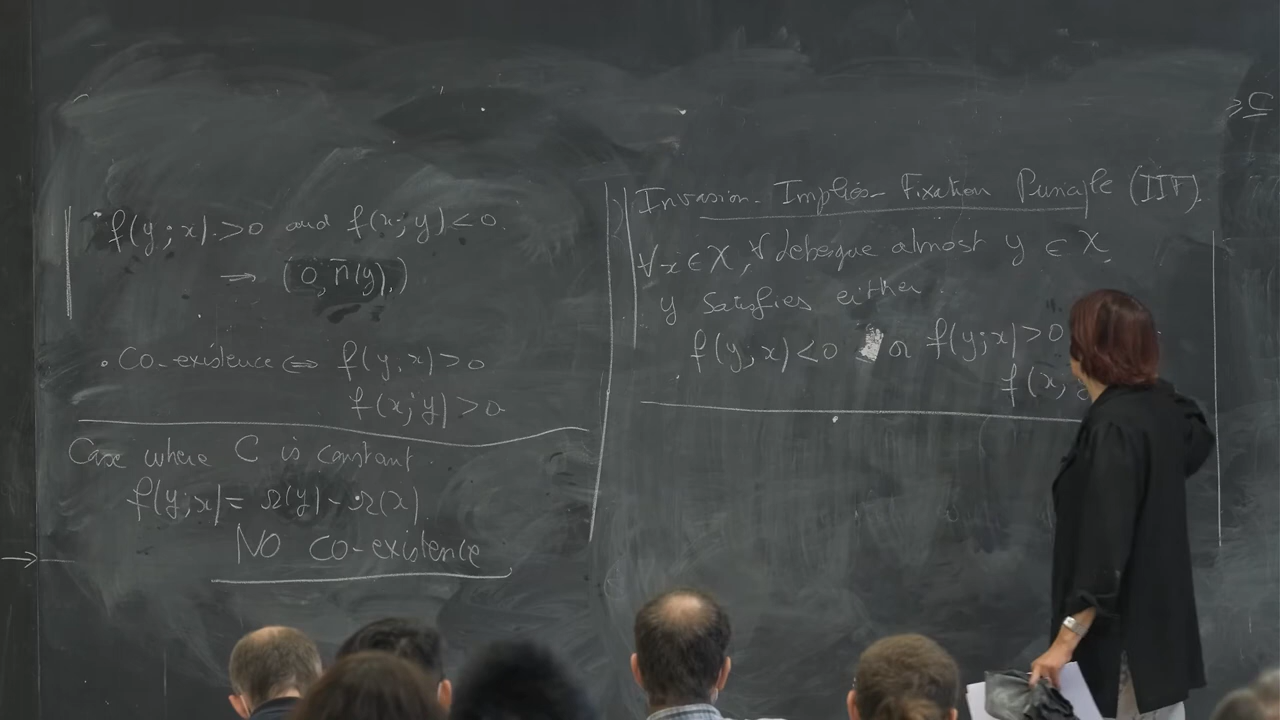 f(y;x)>0 and f(x;y)<0.
⇒ (0,n̄(y),)
. Co-existence ⇔ f(y,x)>0
f(x;y)>0
Case where C is constant.
f(y;x)= r(y)-r(x)
NO Co-existence
→
Invasion-Implies-Fixation Principle (IIF).
∀x∈X, ∀ Lebesgue almost y ∈ X,
y satisfies either.
f(y;x)<0 or f(y;x)>0
f(x;y
≥C